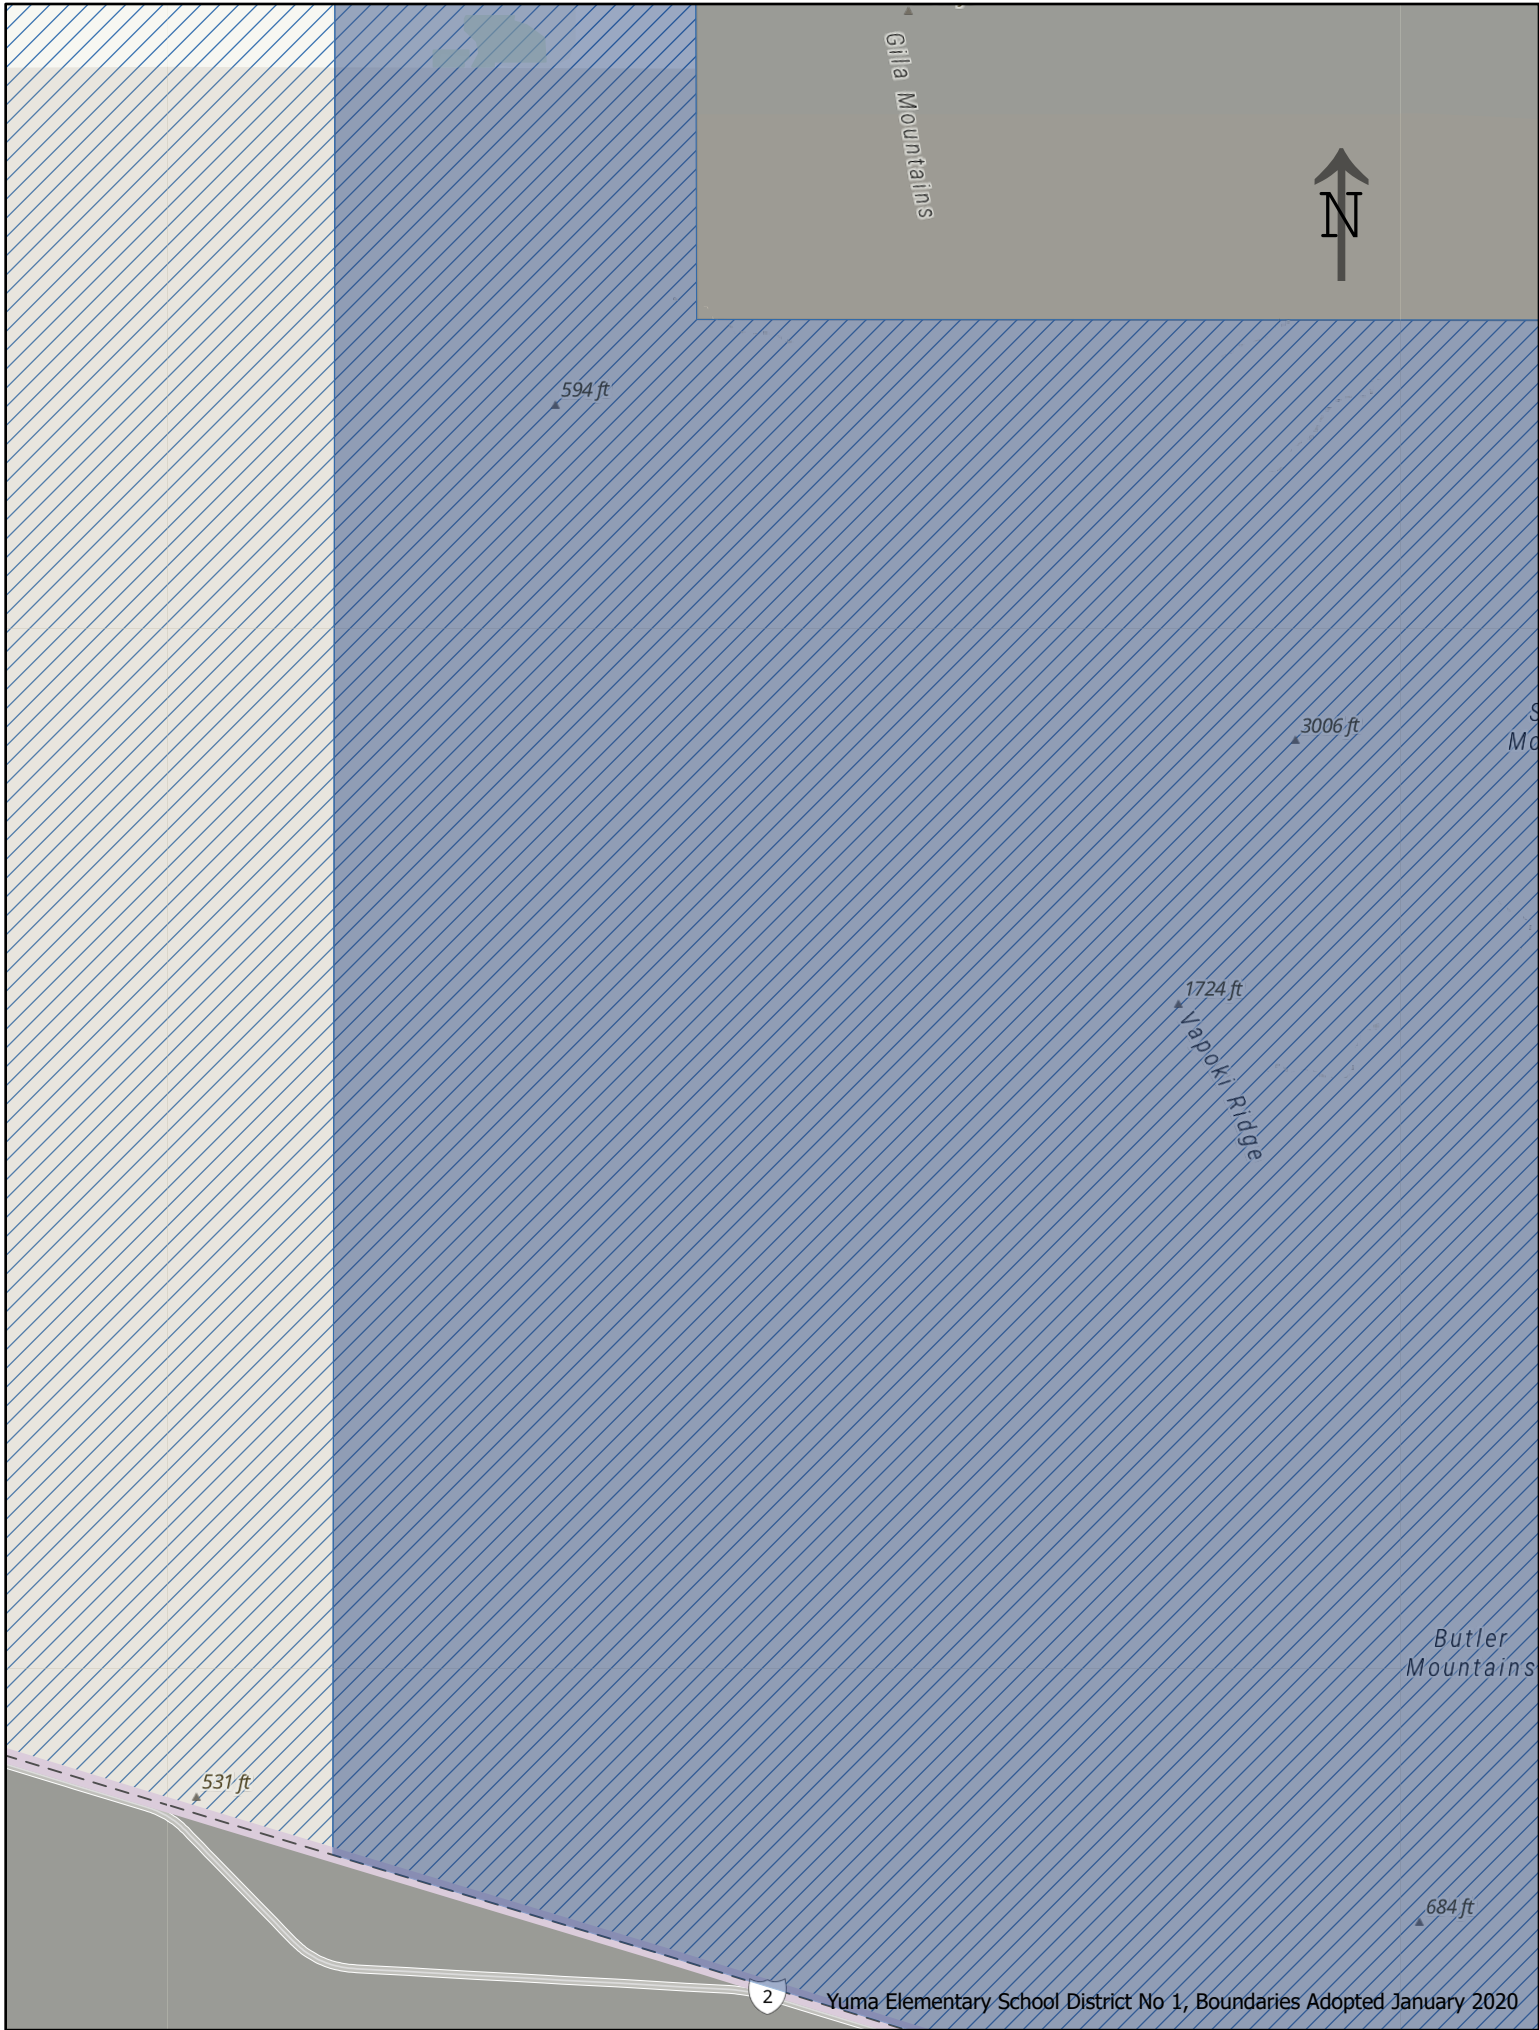 Gila Mountains
N
594 ft
3006 ft
1724 ft
Vapoki Ridge
Butler
Mountains
531 ft
684 ft
2
Yuma Elementary School District No 1, Boundaries Adopted January 2020